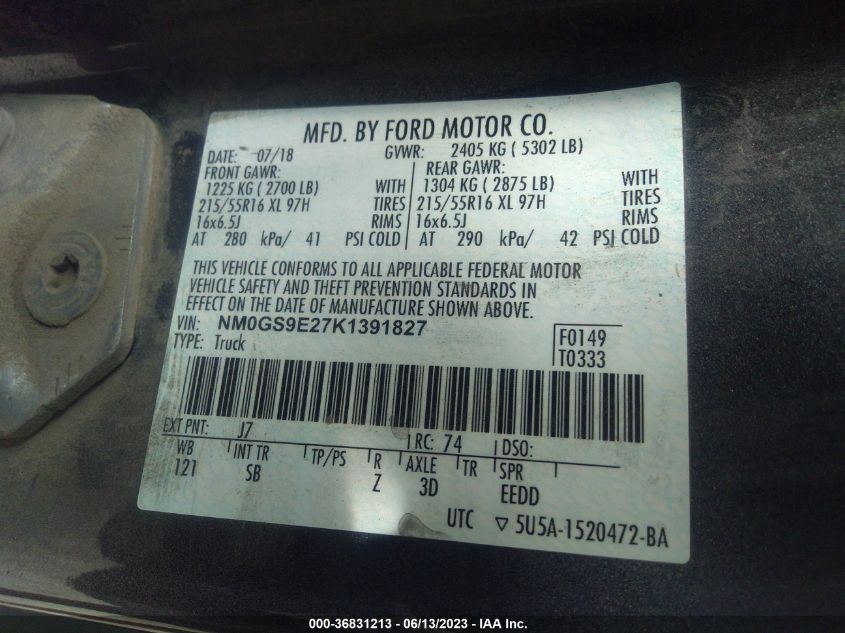 MFD. BY FORD MOTOR CO.
DATE: 07/18 GVWR: 2405 KG ( 5302 LB)
FRONT GAWR: REAR GAWR:
1225 KG ( 2700 LB) WITH 1304 KG ( 2875 LB) WITH
215/55R16 XL 97H TIRES 215/55R16 XL 97H TIRES
16x6.5J RIMS 16x6.5J RIMS
AT 280 kPa/ 41 PSI COLD AT 290 kPa/ 42 PSI COLD
THIS VEHICLE CONFORMS TO ALL APPLICABLE FEDERAL MOTOR
VEHICLE SAFETY AND THEFT PREVENTION STANDARDS IN
EFFECT ON THE DATE OF MANUFACTURE SHOWN ABOVE.
VIN: NM0GS9E27K1391827
TYPE: Truck
F0149
T0333
EXT PNT: J7 RC: 74 DSO:
WB INT TR TP/PS R AXLE TR SPR
121 SB Z 3D EEDD
UTC ▽ 5U5A-1520472-BA
000-36831213 - 06/13/2023 - IAA Inc.